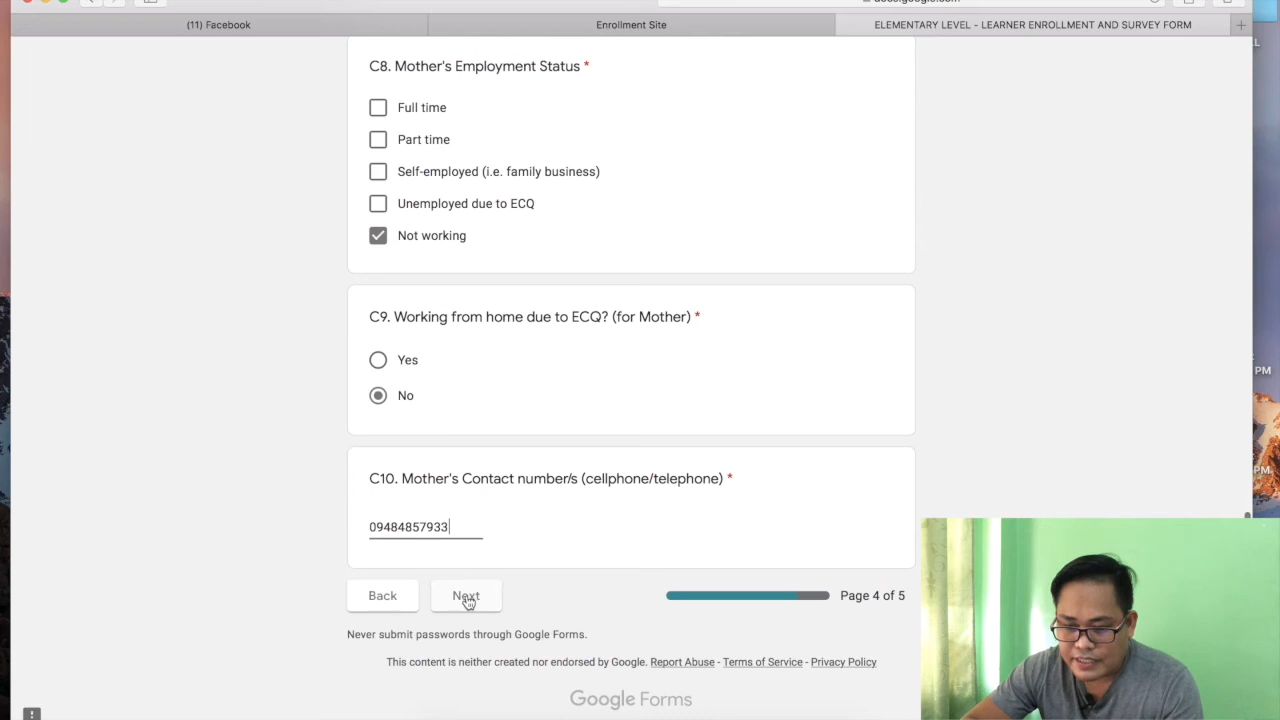 (11) Facebook
Enrollment Site
ELEMENTARY LEVEL - LEARNER ENROLLMENT AND SURVEY FORM
C8. Mother's Employment Status *
Full time
Part time
Self-employed (i.e. family business)
Unemployed due to ECQ
Not working
C9. Working from home due to ECQ? (for Mother) *
Yes
No
C10. Mother's Contact number/s (cellphone/telephone) *
09484857933
Back
Next
Page 4 of 5
Never submit passwords through Google Forms.
This content is neither created nor endorsed by Google. Report Abuse - Terms of Service - Privacy Policy
Google Forms
PM
PM